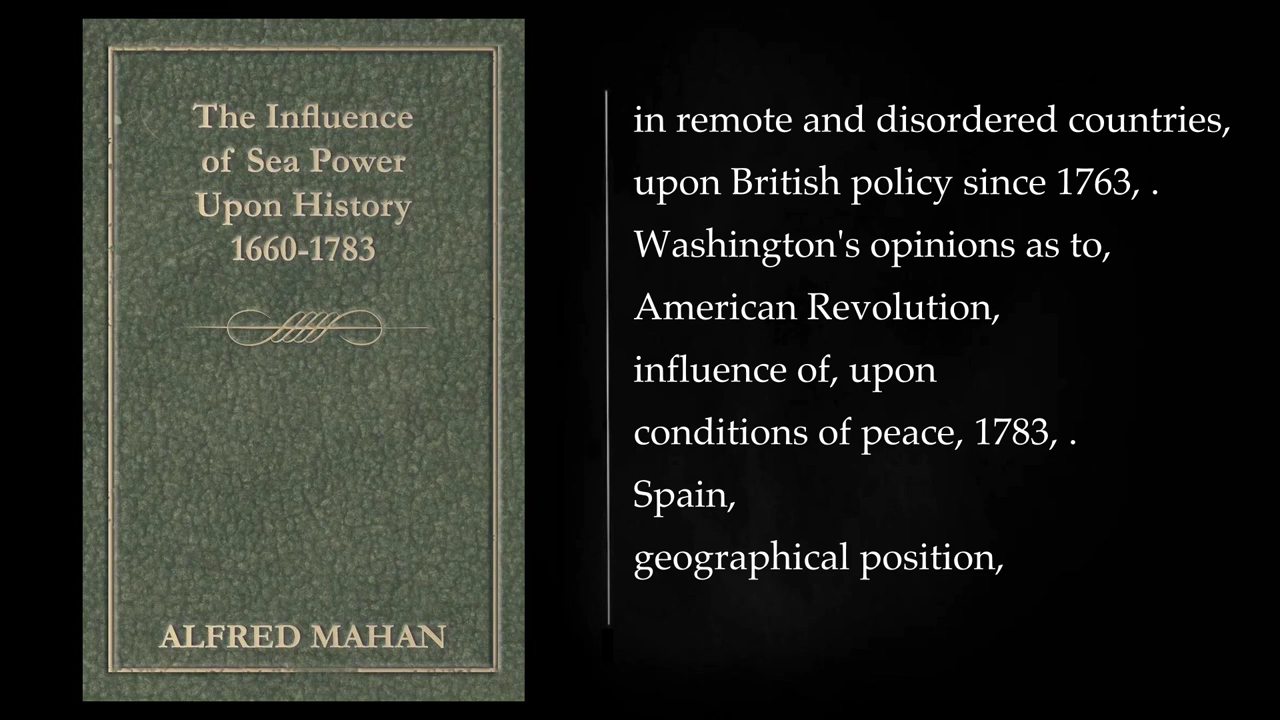 The Influence
of Sea Power
Upon History
1660-1783
ALFRED MAHAN
in remote and disordered countries,
upon British policy since 1763, .
Washington's opinions as to,
American Revolution,
influence of, upon
conditions of peace, 1783, .
Spain,
geographical position,